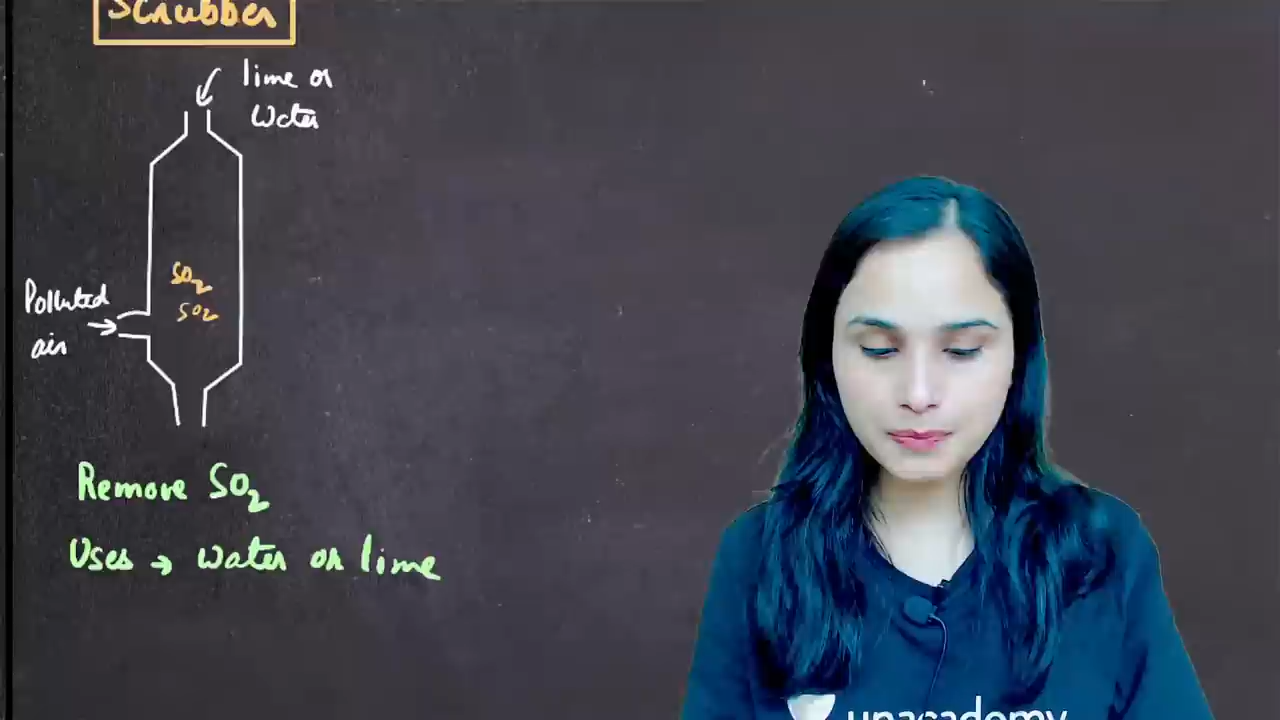 Scrubber
lime or
Water
SO2
SO2
Polluted
air
Remove SO2
Uses → water or lime
unacademy